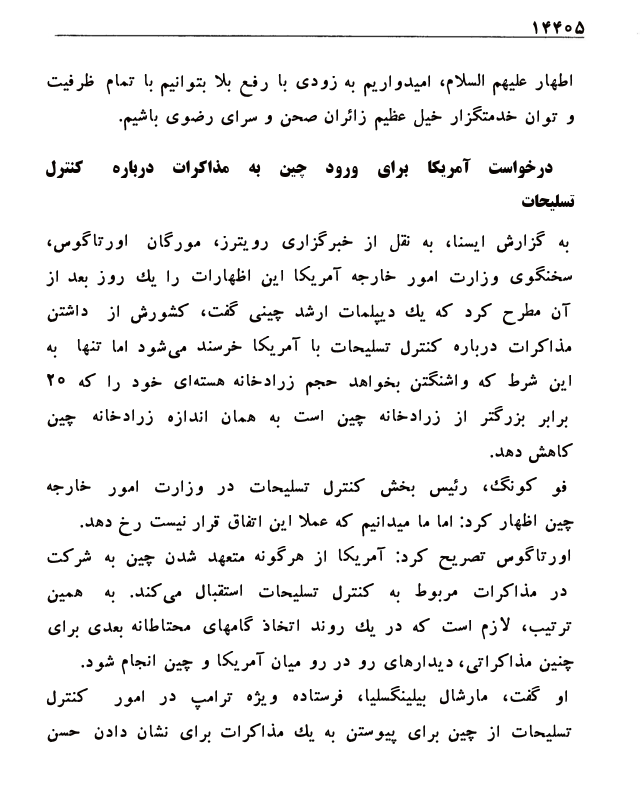 ۱۴۴۰۵
اطهار علیهم السلام، امیدواریم به زودی با رفع بلا بتوانیم با تمام ظرفیت
و توان خدمتگزار خیل عظیم زائران صحن و سرای رضوی باشیم.
درخواست آمریکا برای ورود چین به مذاکرات درباره کنترل
تسلیحات
به گزارش ایسنا، به نقل از خبرگزاری رویترز، مورگان اورتاگوس،
سخنگوی وزارت امور خارجه آمریکا این اظهارات را یك روز بعد از
آن مطرح کرد که یك دیپلمات ارشد چینی گفت، کشورش از داشتن
مذاکرات درباره کنترل تسلیحات با آمریکا خرسند می‌شود اما تنها به
این شرط که واشنگتن بخواهد حجم زرادخانه هسته‌ای خود را که ۲۰
برابر بزرگتر از زرادخانه چین است به همان اندازه زرادخانه چین
کاهش دهد.
فو کونگ، رئیس بخش کنترل تسلیحات در وزارت امور خارجه
چین اظهار کرد: اما ما میدانیم که عملا این اتفاق قرار نیست رخ دهد.
اورتاگوس تصریح کرد: آمریکا از هرگونه متعهد شدن چین به شرکت
در مذاکرات مربوط به کنترل تسلیحات استقبال می‌کند. به همین
ترتیب، لازم است که در یك روند اتخاذ گامهای محتاطانه بعدی برای
چنین مذاکراتی، دیدارهای رو در رو میان آمریکا و چین انجام شود.
او گفت، مارشال بیلینگسلیا، فرستاده ویژه ترامپ در امور کنترل
تسلیحات از چین برای پیوستن به یك مذاکرات برای نشان دادن حسن